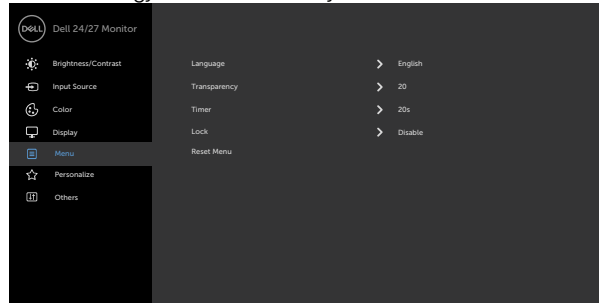 DELL Dell 24/27 Monitor
Brightness/Contrast Language English
Input Source Transparency 20
Color Timer 20s
Display Lock Disable
Menu Reset Menu
Personalize
Others